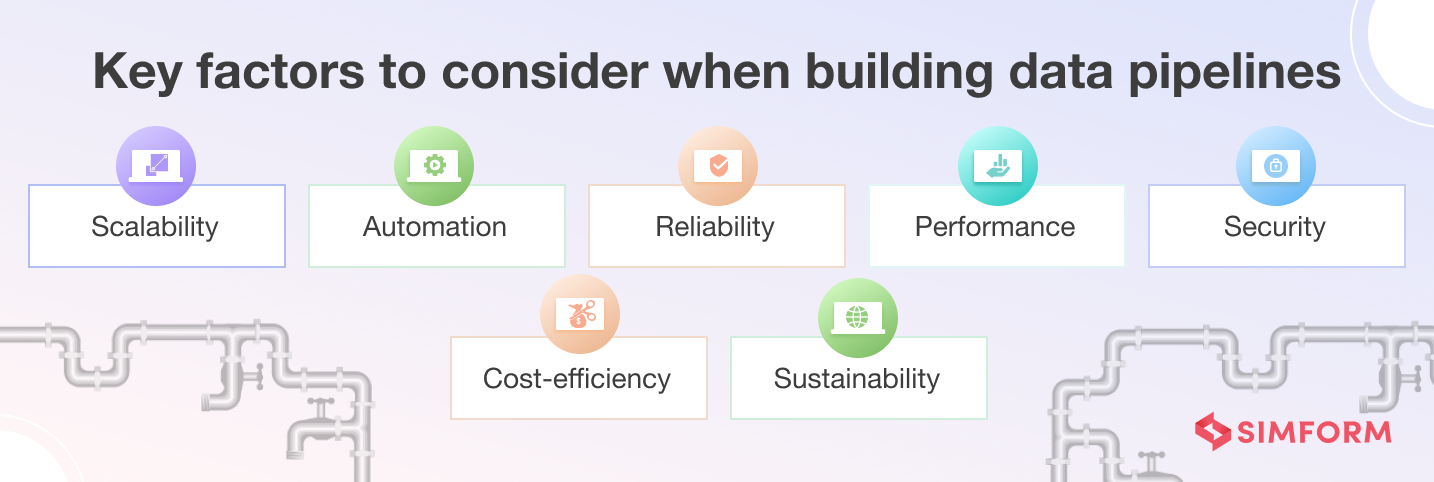 Key factors to consider when building data pipelines
Scalability
Automation
Reliability
Performance
Security
Cost-efficiency
Sustainability
SIMFORM